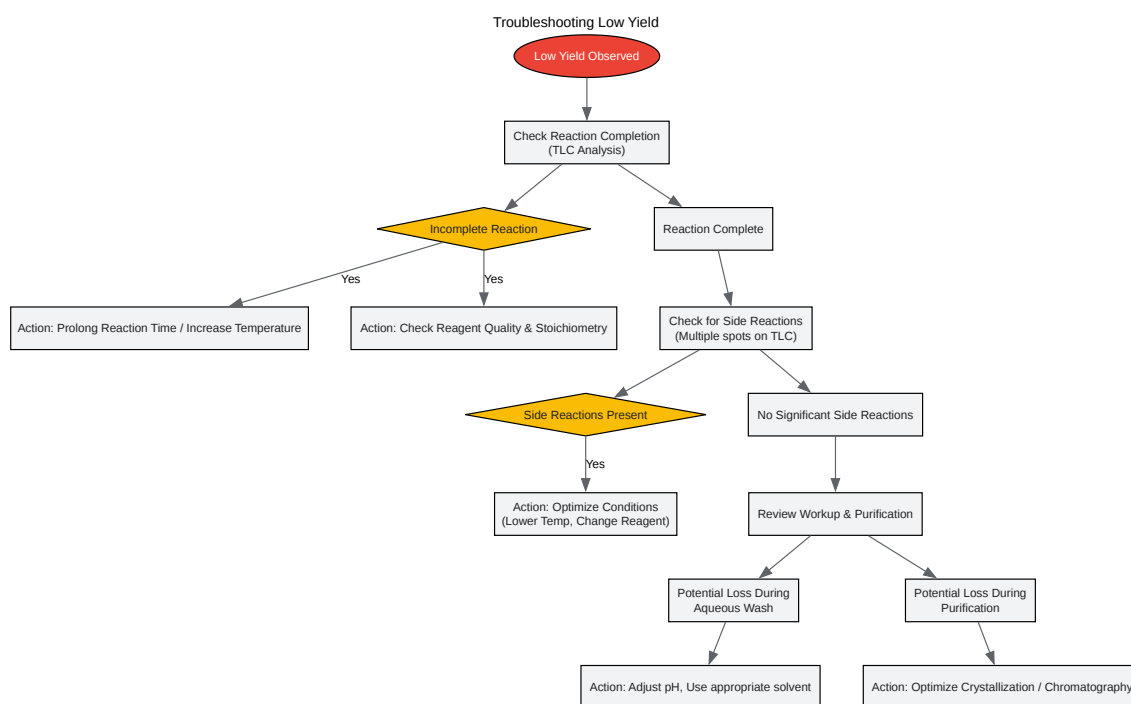 Troubleshooting Low Yield
Low Yield Observed
Check Reaction Completion
(TLC Analysis)
Incomplete Reaction
Reaction Complete
Yes
Yes
Action: Prolong Reaction Time / Increase Temperature
Action: Check Reagent Quality & Stoichiometry
Check for Side Reactions
(Multiple spots on TLC)
Side Reactions Present
No Significant Side Reactions
Yes
Action: Optimize Conditions
(Lower Temp, Change Reagent)
Review Workup & Purification
Potential Loss During
Aqueous Wash
Potential Loss During
Purification
Action: Adjust pH, Use appropriate solvent
Action: Optimize Crystallization / Chromatography